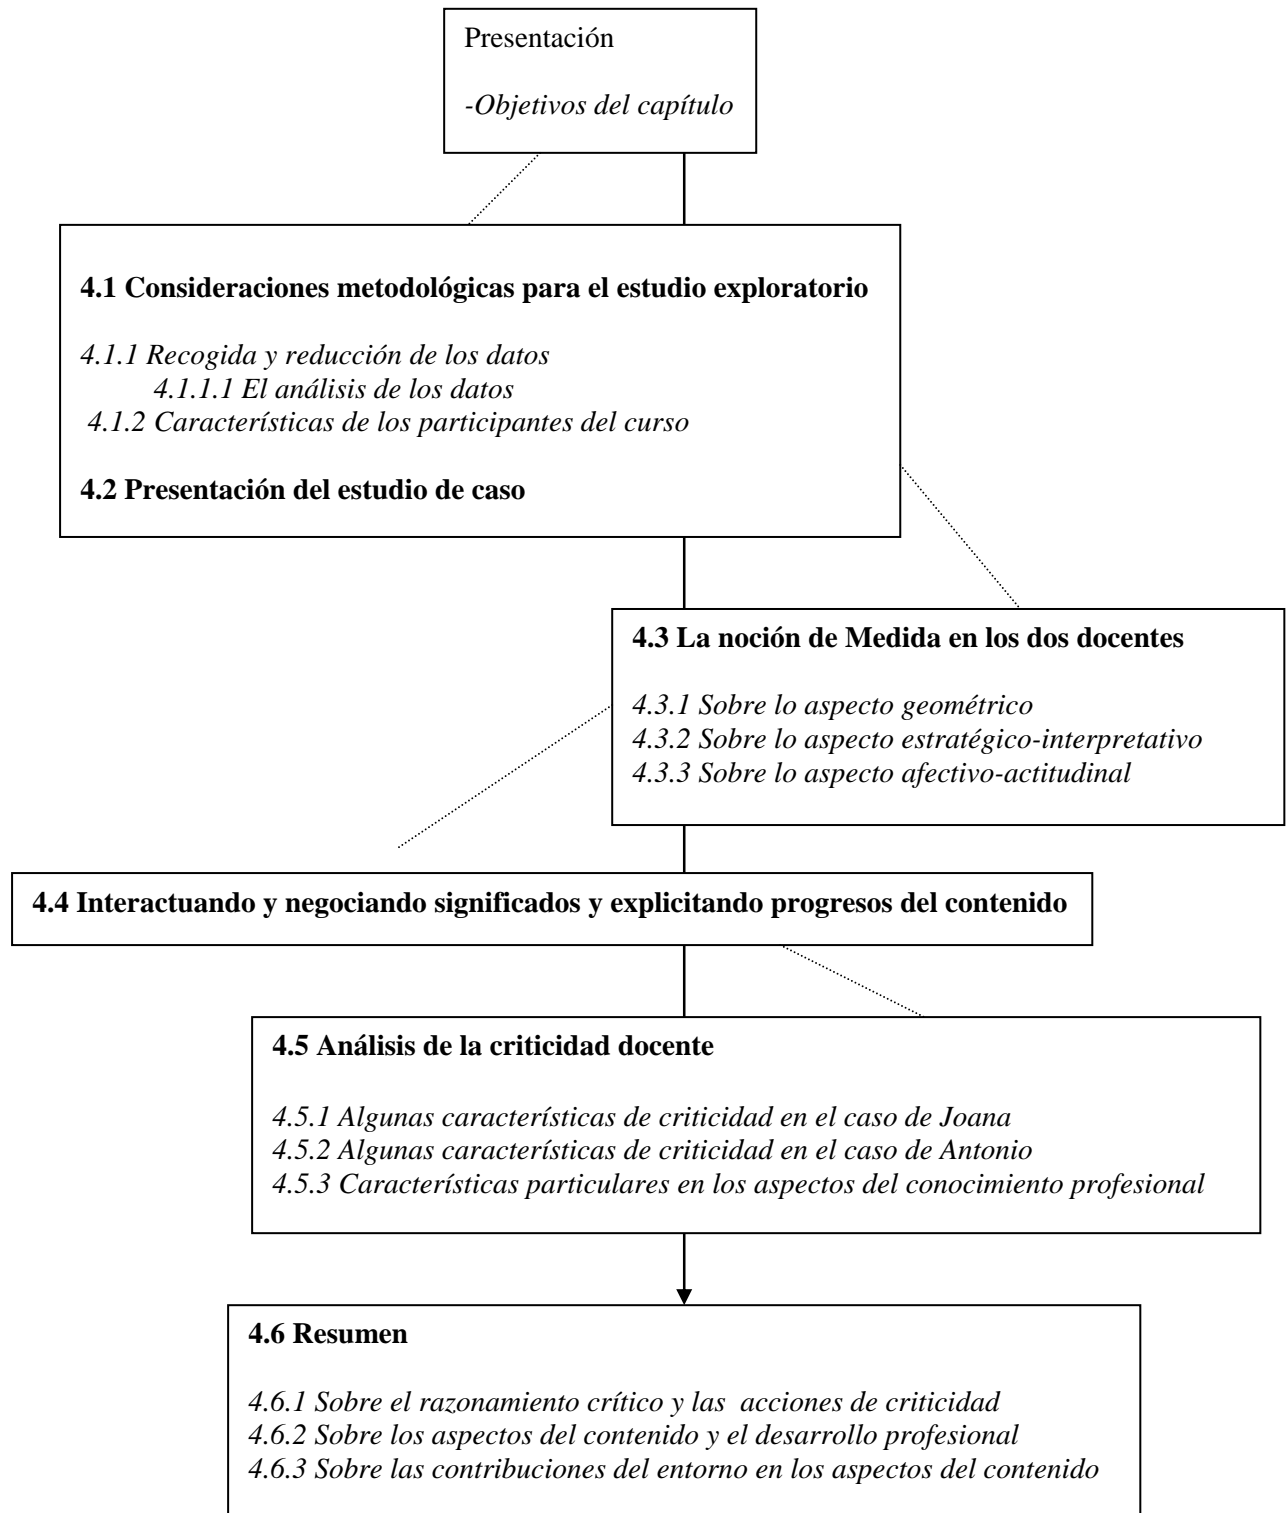 Presentación
-Objetivos del capítulo
4.1 Consideraciones metodológicas para el estudio exploratorio
4.1.1 Recogida y reducción de los datos
4.1.1.1 El análisis de los datos
4.1.2 Características de los participantes del curso
4.2 Presentación del estudio de caso
4.3 La noción de Medida en los dos docentes
4.3.1 Sobre lo aspecto geométrico
4.3.2 Sobre lo aspecto estratégico-interpretativo
4.3.3 Sobre lo aspecto afectivo-actitudinal
4.4 Interactuando y negociando significados y explicitando progresos del contenido
4.5 Análisis de la criticidad docente
4.5.1 Algunas características de criticidad en el caso de Joana
4.5.2 Algunas características de criticidad en el caso de Antonio
4.5.3 Características particulares en los aspectos del conocimiento profesional
4.6 Resumen
4.6.1 Sobre el razonamiento crítico y las acciones de criticidad
4.6.2 Sobre los aspectos del contenido y el desarrollo profesional
4.6.3 Sobre las contribuciones del entorno en los aspectos del contenido